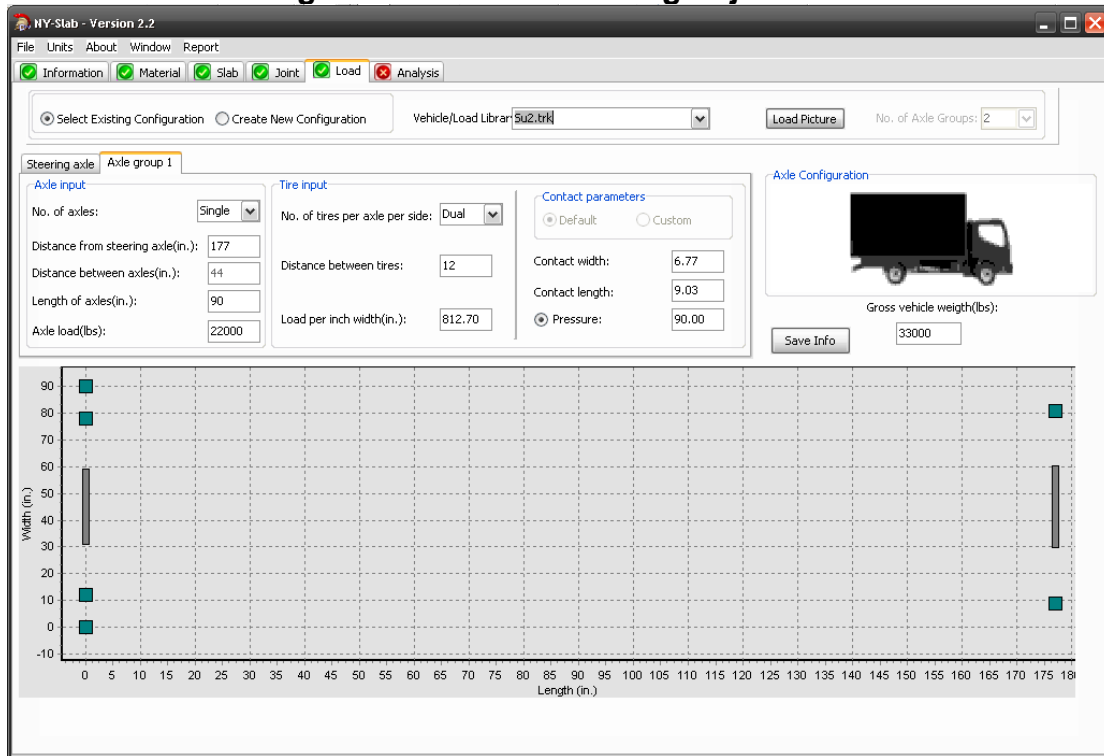 NY-Slab - Version 2.2
File Units About Window Report
Information Material Slab Joint Load Analysis
Select Existing Configuration Create New Configuration Vehicle/Load Librar Su2.trk Load Picture No. of Axle Groups: 2
Steering axle Axle group 1
Axle input Tire input Contact parameters Axle Configuration
No. of axles: Single No. of tires per axle per side: Dual Default Custom
Distance from steering axle(in.): 177
Distance between axles(in.): 44 Distance between tires: 12 Contact width: 6.77
Length of axles(in.): 90 Contact length: 9.03
Axle load(lbs): 22000 Load per inch width(in.): 812.70 Pressure: 90.00
Gross vehicle weigth(lbs):
33000
Save Info
90
80
70
60
50
40
30
20
10
0
-10
Width (in.)
0 5 10 15 20 25 30 35 40 45 50 55 60 65 70 75 80 85 90 95 100 105 110 115 120 125 130 135 140 145 150 155 160 165 170 175
Length (in.)